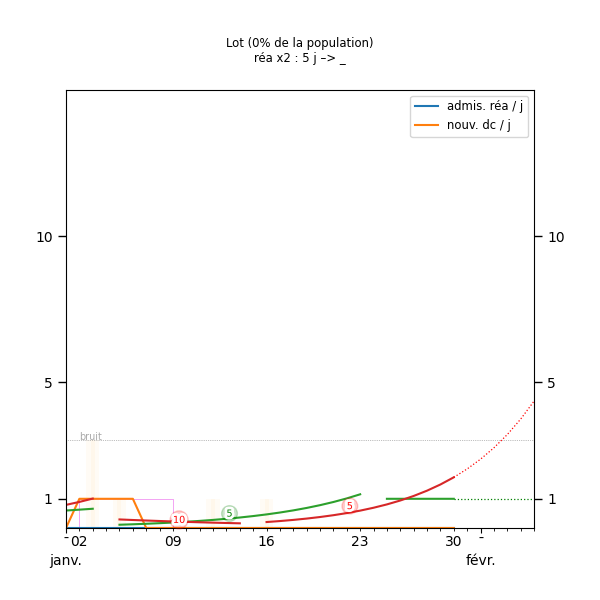 Lot (0% de la population)
réa x2 : 5 j –> _
admis. réa / j
nouv. dc / j
10 10
5 5
bruit
1 1
10 5 5
02 09 16 23 30
janv. févr.